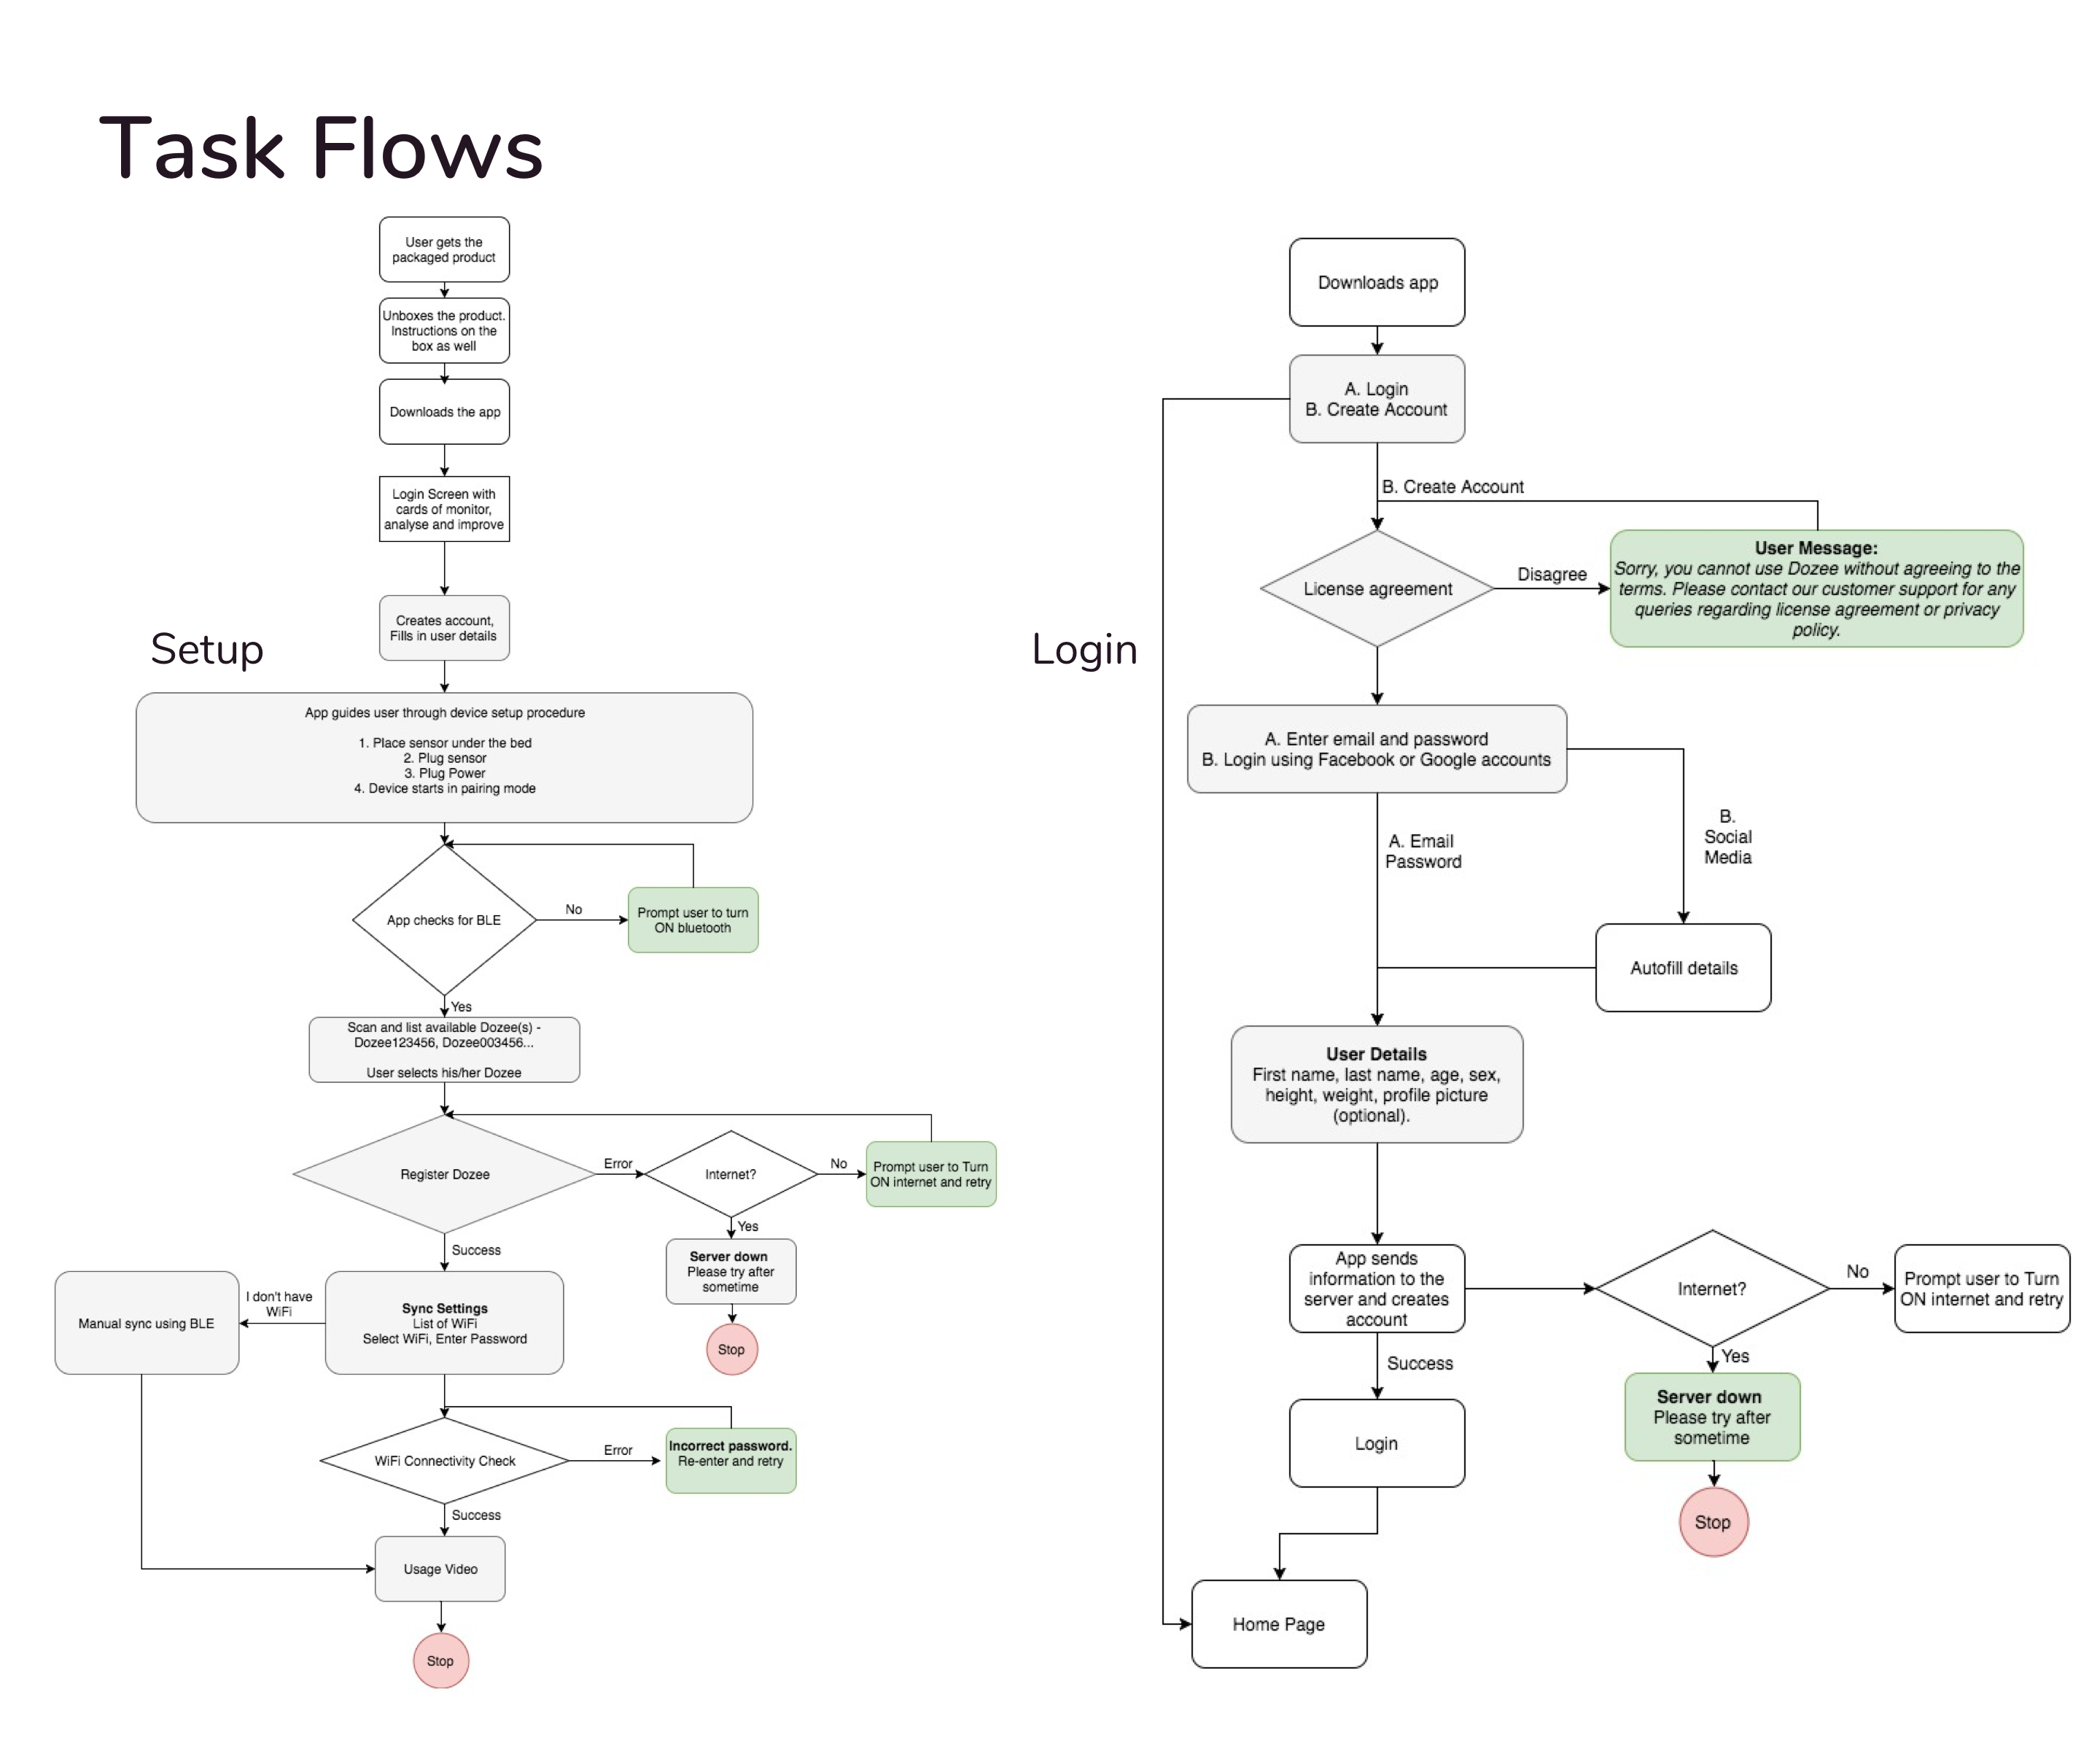 Task Flows
Setup
User gets the
packaged product
Unboxes the product.
Instructions on the
box as well
Downloads the app
Login Screen with
cards of monitor,
analyse and improve
Creates account,
Fills in user details
App guides user through device setup procedure
1. Place sensor under the bed
2. Plug sensor
3. Plug Power
4. Device starts in pairing mode
App checks for BLE
No
Prompt user to turn
ON bluetooth
Yes
Scan and list available Dozee(s) -
Dozee123456, Dozee003456...
User selects his/her Dozee
Register Dozee
Error
Internet?
No
Prompt user to Turn
ON internet and retry
Yes
Server down
Please try after
sometime
Stop
Success
Sync Settings
List of WiFi
Select WiFi, Enter Password
I don't have
WiFi
Manual sync using BLE
WiFi Connectivity Check
Error
Incorrect password.
Re-enter and retry
Success
Usage Video
Stop
Login
Downloads app
A. Login
B. Create Account
B. Create Account
License agreement
Disagree
User Message:
Sorry, you cannot use Dozee without agreeing to the
terms. Please contact our customer support for any
queries regarding license agreement or privacy
policy.
A. Enter email and password
B. Login using Facebook or Google accounts
A. Email
Password
B.
Social
Media
Autofill details
User Details
First name, last name, age, sex,
height, weight, profile picture
(optional).
App sends
information to the
server and creates
account
Internet?
No
Prompt user to Turn
ON internet and retry
Yes
Server down
Please try after
sometime
Stop
Success
Login
Home Page